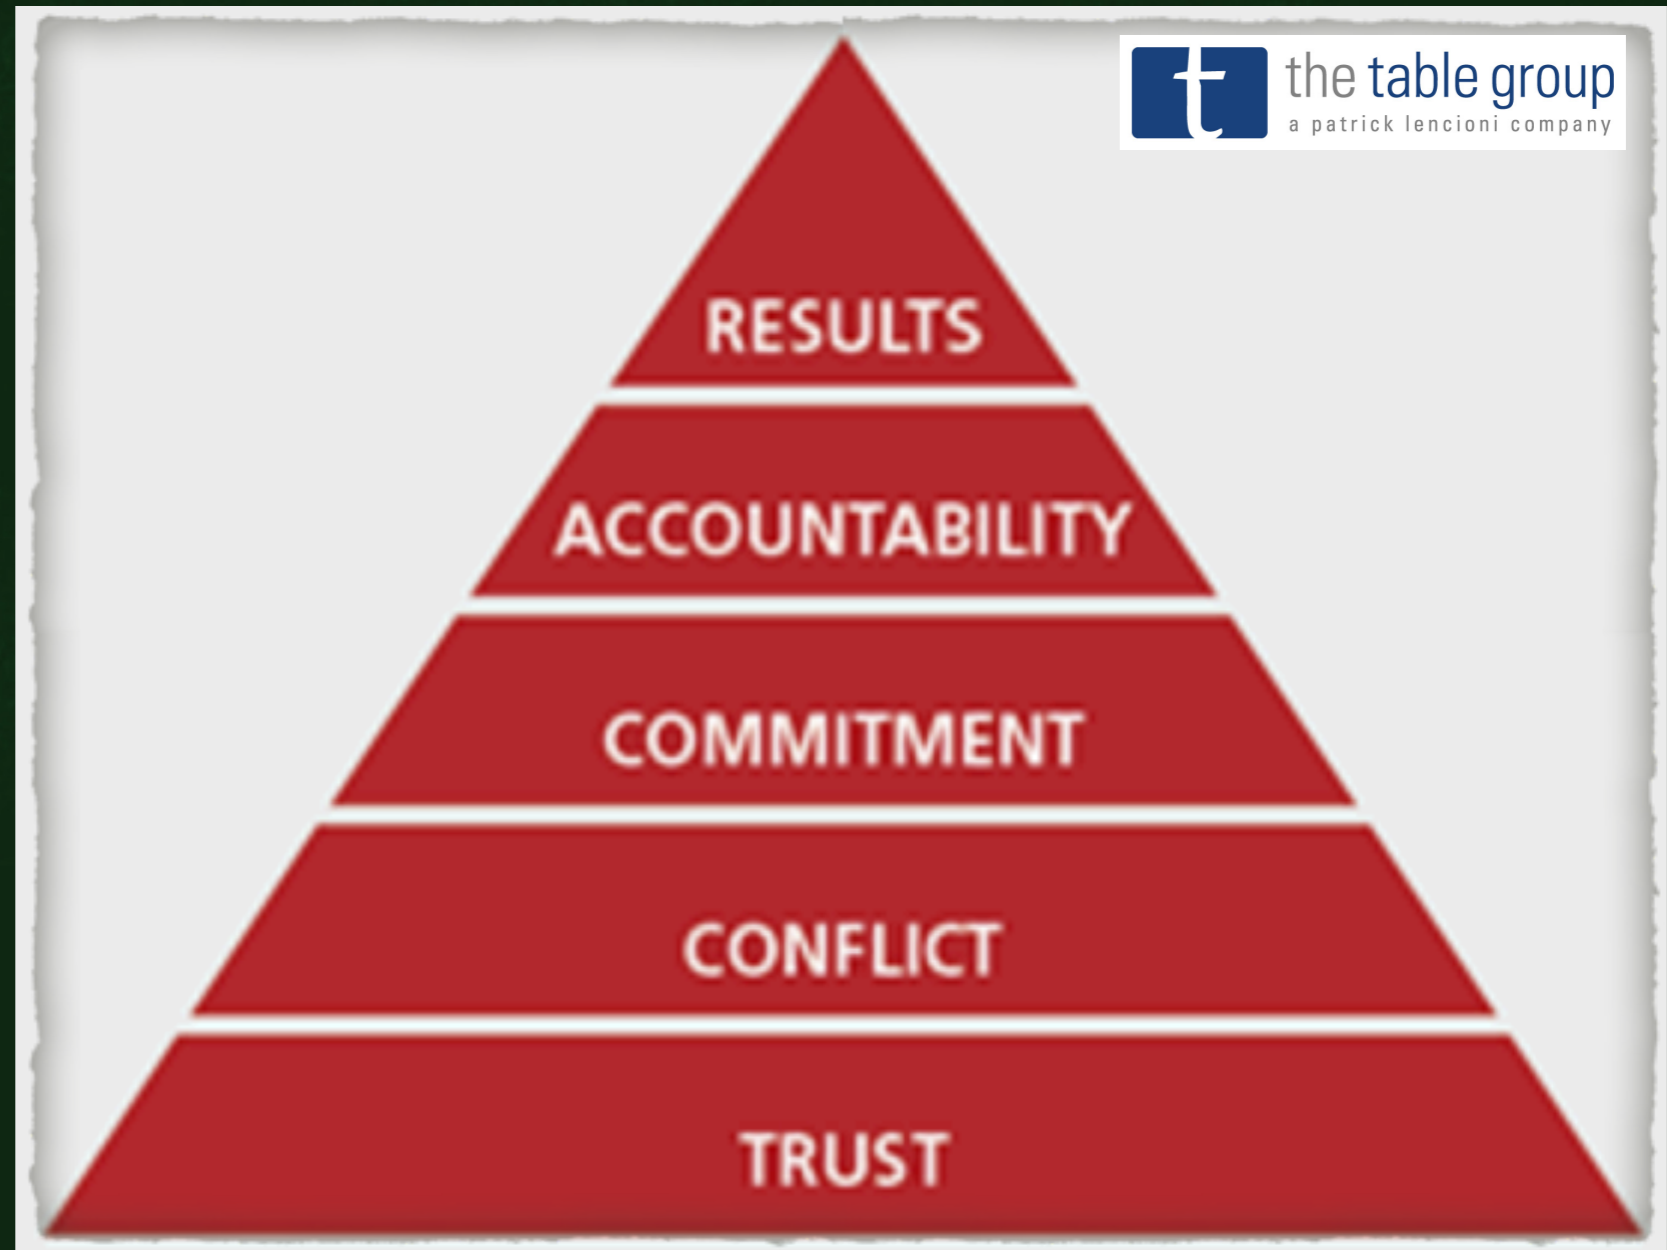 t
the table group
a patrick lencioni company
RESULTS
ACCOUNTABILITY
COMMITMENT
CONFLICT
TRUST